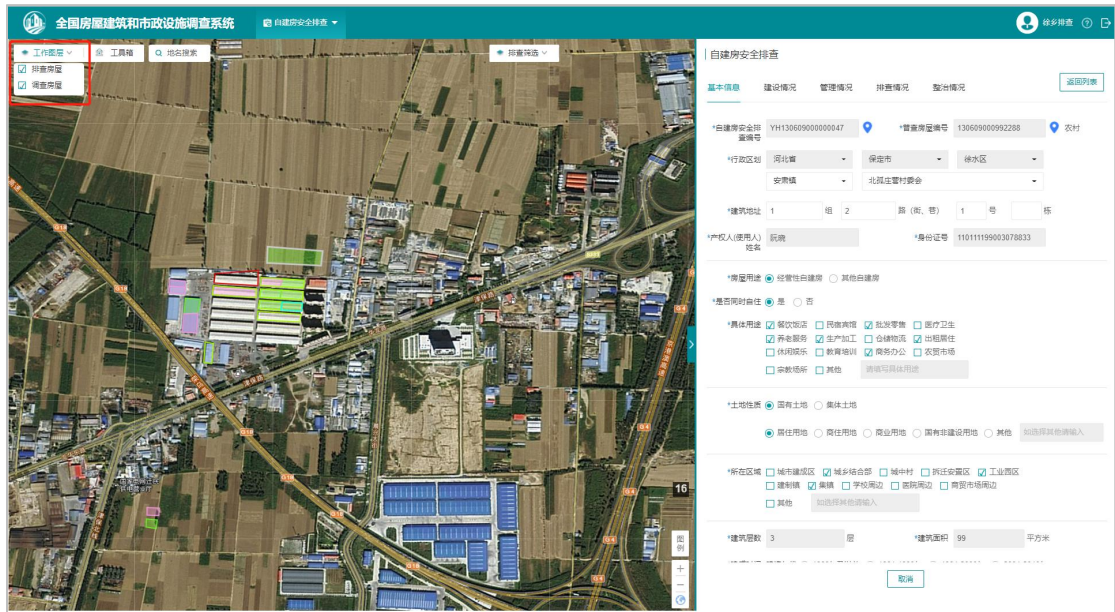 全国房屋建筑和市政设施调查系统 自建房安全排查 徐乡排查
工作图层 工具箱 地名搜索 排查筛选
排查房屋
调查房屋
G18
G18
G18
G18
G4
G4
G4
G4
津保路
津保路
16
图例
自建房安全排查
返回列表
基本信息 建设情况 管理情况 排查情况 整治情况
*自建房安全排查编号 YH130609000000047 *普查房屋编号 130609000992288 农村
*行政区划 河北省 保定市 徐水区
安肃镇 北孤庄营村委会
*建筑地址 1 组 2 路（街、巷） 1 号 栋
*产权人(使用人)姓名 阮晓 *身份证号 110111199003078833
*房屋用途 经营性自建房 其他自建房
*是否同时自住 是 否
*具体用途 餐饮饭店 民宿宾馆 批发零售 医疗卫生
养老服务 生产加工 仓储物流 出租居住
休闲娱乐 教育培训 商务办公 农贸市场
宗教场所 其他 请填写具体用途
*土地性质 国有土地 集体土地
居住用地 商住用地 商业用地 国有非建设用地 其他 如选择其他请输入
*所在区域 城市建成区 城乡结合部 城中村 拆迁安置区 工业园区
建制镇 集镇 学校周边 医院周边 商贸市场周边
其他 如选择其他请输入
*建筑层数 3 层 *建筑面积 99 平方米
取消